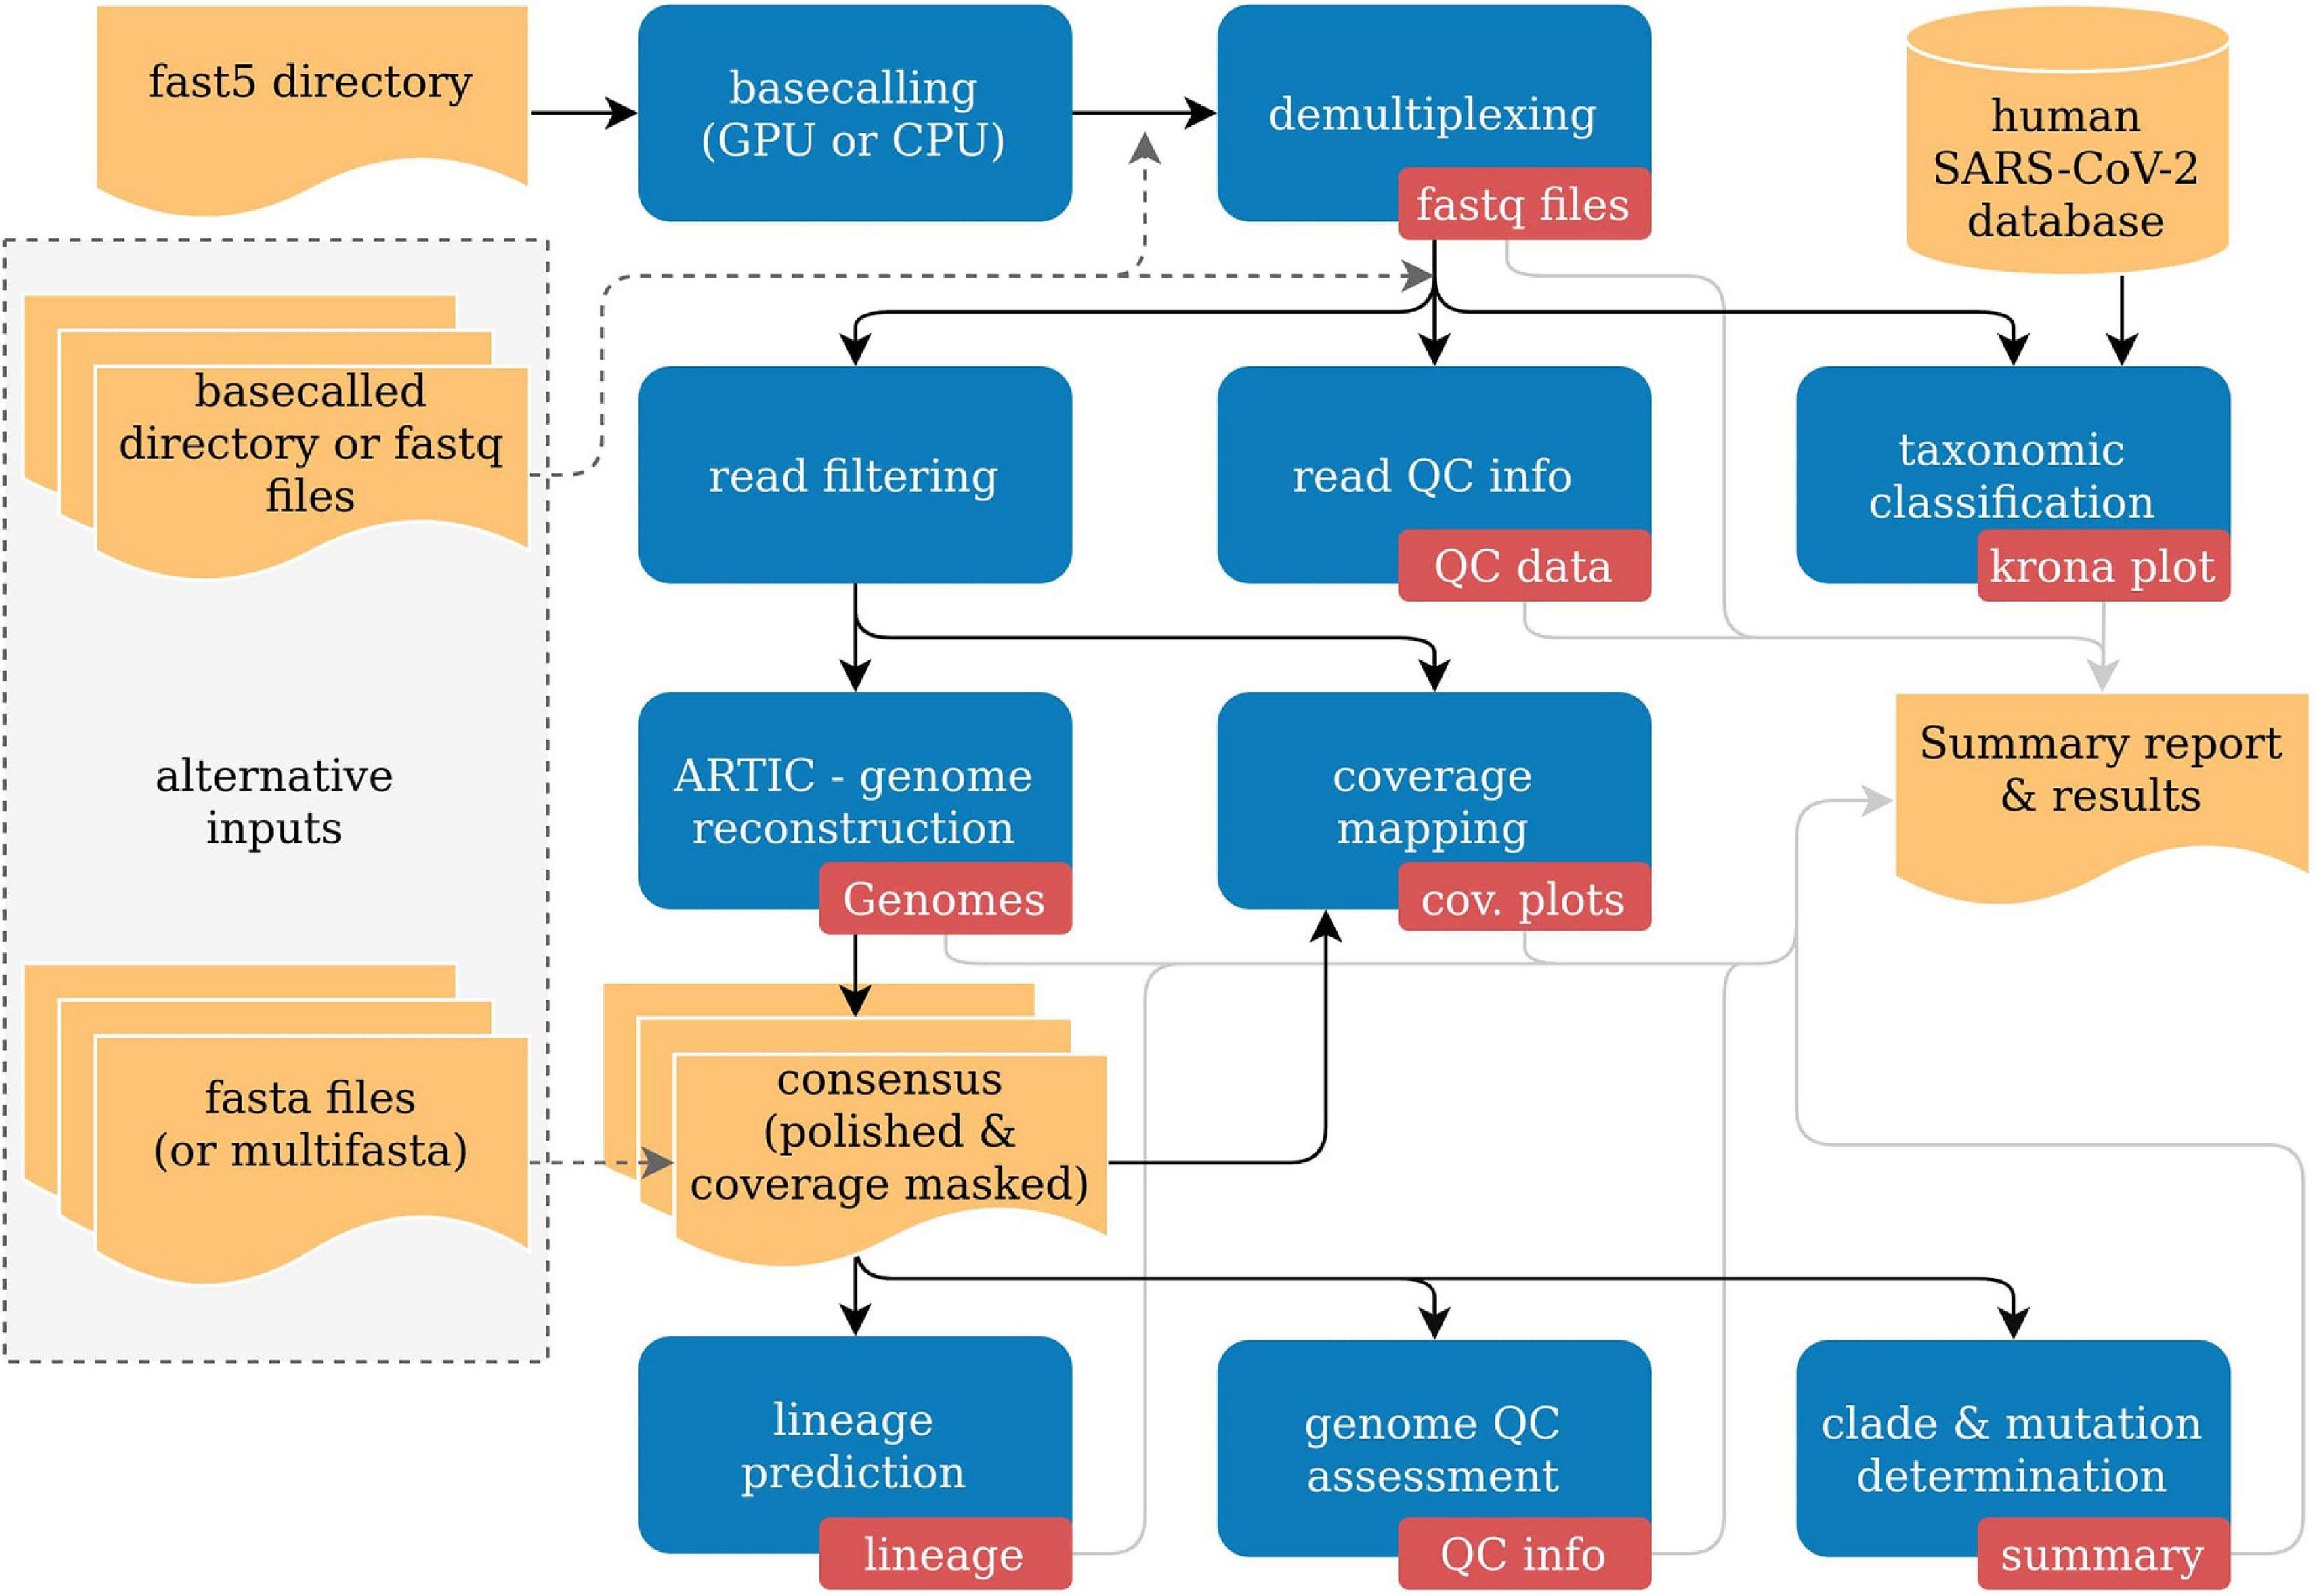 fast5 directory
basecalling
(GPU or CPU)
demultiplexing
fastq files
human
SARS-CoV-2
database
basecalled
directory or fastq
files
read filtering
read QC info
QC data
taxonomic
classification
krona plot
alternative
inputs
ARTIC - genome
reconstruction
Genomes
coverage
mapping
cov. plots
Summary report
& results
fasta files
(or multifasta)
consensus
(polished &
coverage masked)
lineage
prediction
lineage
genome QC
assessment
QC info
clade & mutation
determination
summary